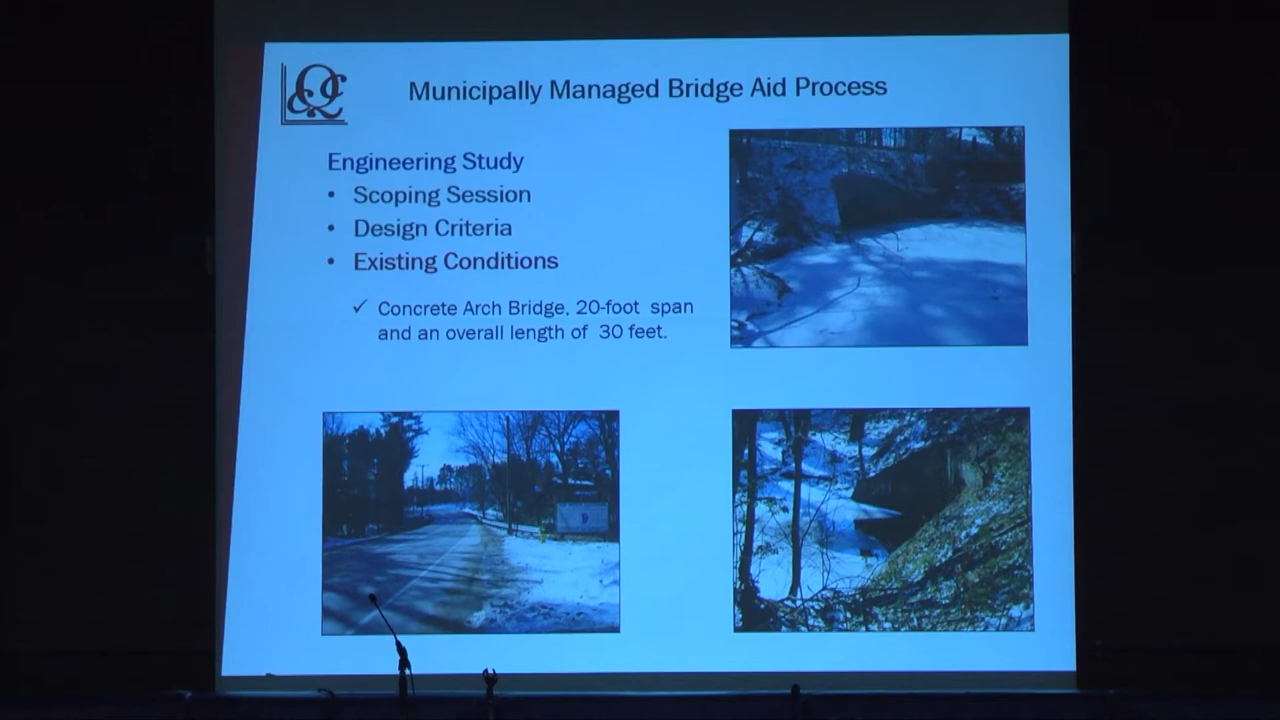 Municipally Managed Bridge Aid Process
Engineering Study
• Scoping Session
• Design Criteria
• Existing Conditions
✓ Concrete Arch Bridge, 20-foot span
and an overall length of 30 feet.